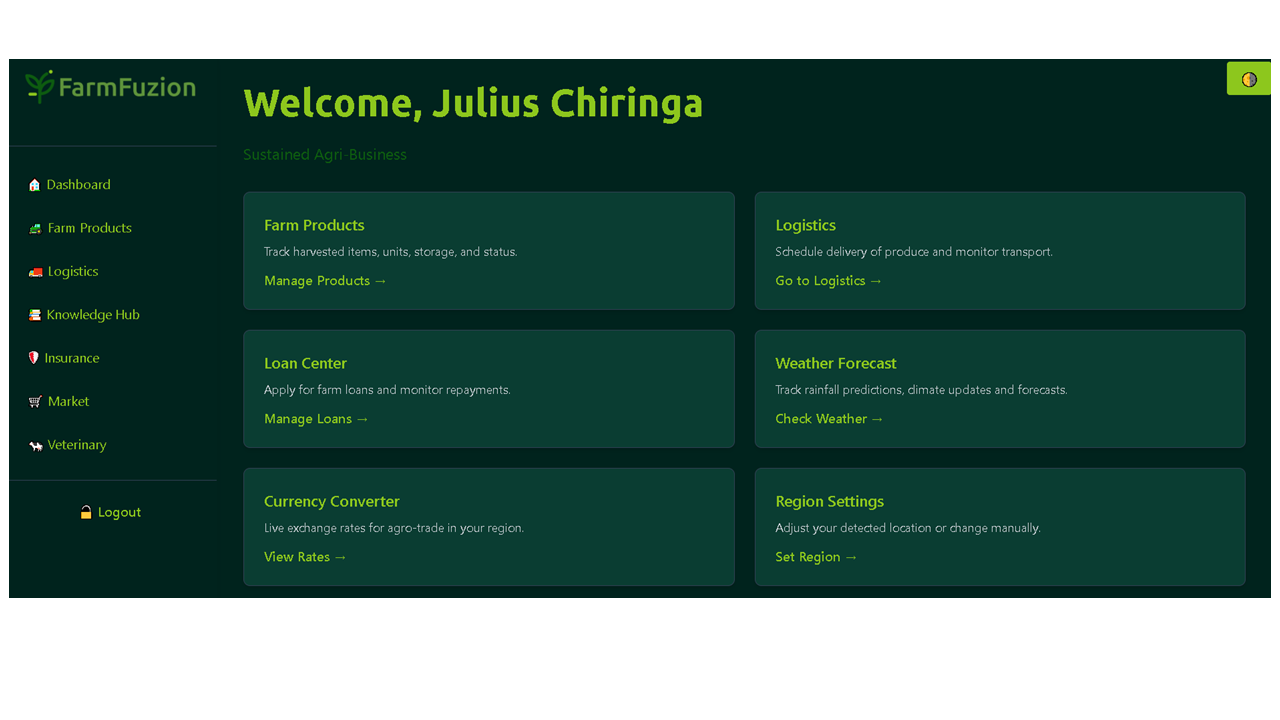 FarmFuzion
Dashboard
Farm Products
Logistics
Knowledge Hub
Insurance
Market
Veterinary
Logout
Welcome, Julius Chiringa
Sustained Agri-Business
Farm Products
Track harvested items, units, storage, and status.
Manage Products →
Logistics
Schedule delivery of produce and monitor transport.
Go to Logistics →
Loan Center
Apply for farm loans and monitor repayments.
Manage Loans →
Weather Forecast
Track rainfall predictions, climate updates and forecasts.
Check Weather →
Currency Converter
Live exchange rates for agro-trade in your region.
View Rates →
Region Settings
Adjust your detected location or change manually.
Set Region →